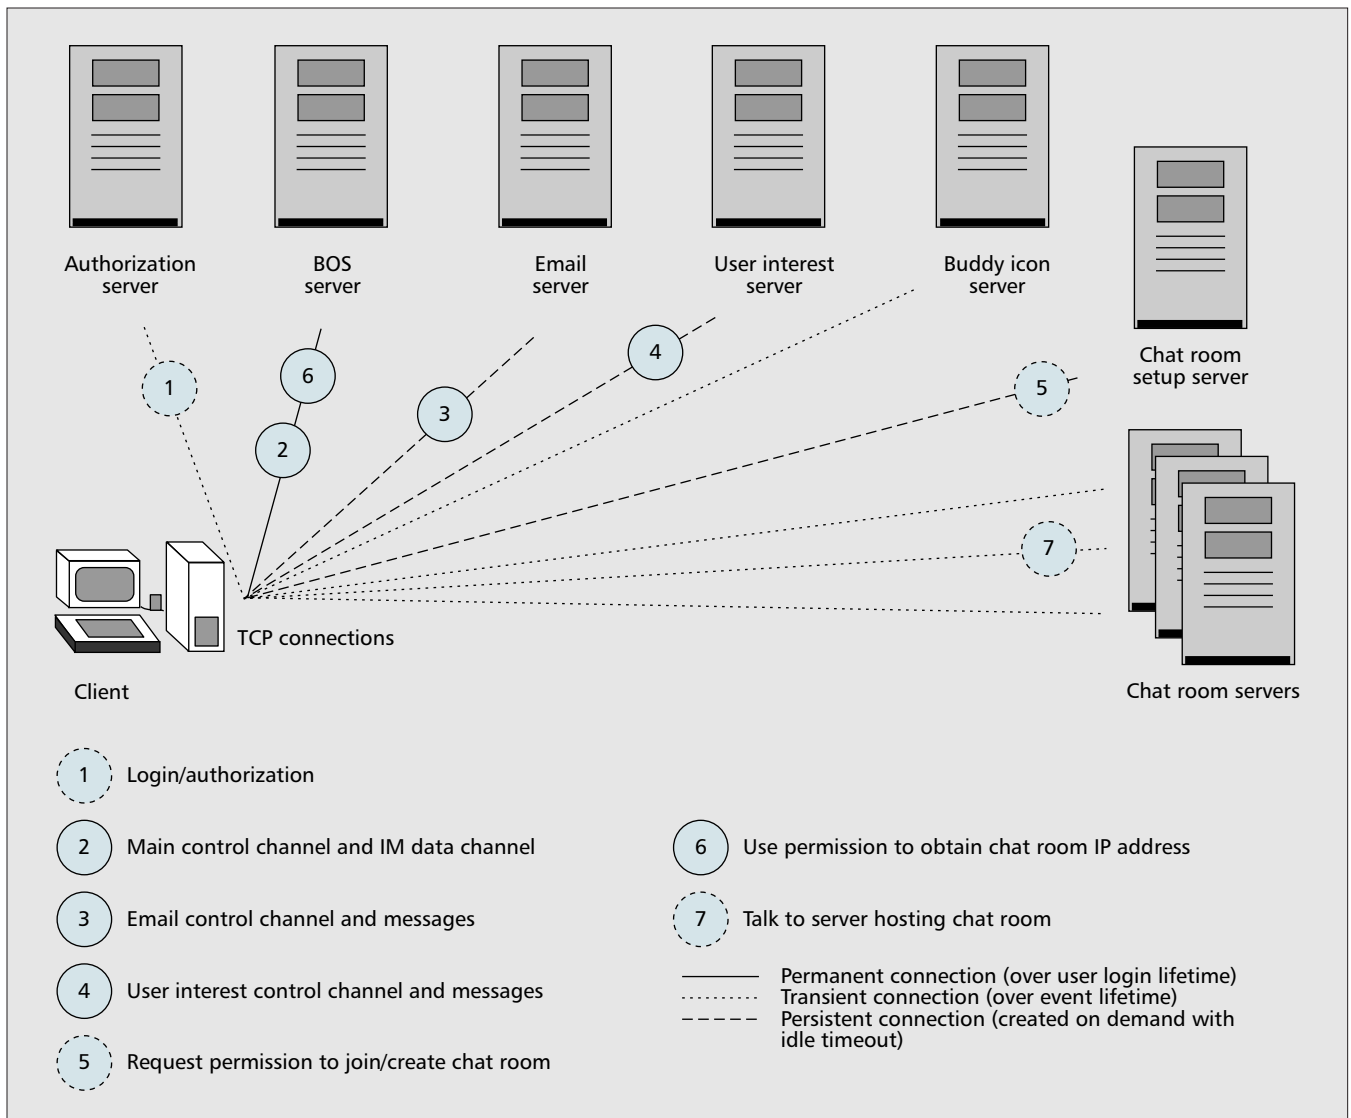 Authorization
server
BOS
server
Email
server
User interest
server
Buddy icon
server
Chat room
setup server
1
6
2
3
4
5
7
TCP connections
Client
Chat room servers
1 Login/authorization
2 Main control channel and IM data channel
3 Email control channel and messages
4 User interest control channel and messages
5 Request permission to join/create chat room
6 Use permission to obtain chat room IP address
7 Talk to server hosting chat room
Permanent connection (over user login lifetime)
Transient connection (over event lifetime)
Persistent connection (created on demand with
idle timeout)